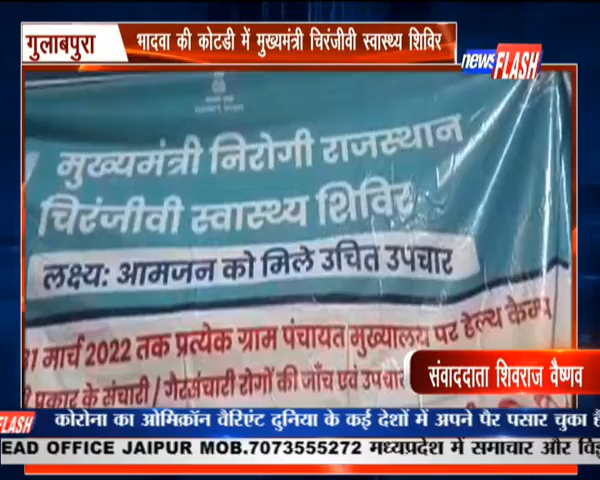 गुलाबपुरा
भादवा की कोटडी में मुख्यमंत्री चिरंजीवी स्वास्थ्य शिविर
news FLASH
मुख्यमंत्री निरोगी राजस्थान
चिरंजीवी स्वास्थ्य शिविर
लक्ष्य: आमजन को मिले उचित उपचार
31 मार्च 2022 तक प्रत्येक ग्राम पंचायत मुख्यालय पर हेल्थ केम्प
प्रकार के संचारी / गैरसंचारी रोगों की जाँच एवं उपचार
संवाददाता शिवराज वैष्णव
FLASH कोरोना का ओमिक्रॉन वैरिएंट दुनिया के कई देशों में अपने पैर पसार चुका है
EAD OFFICE JAIPUR MOB.7073555272 मध्यप्रदेश में समाचार और विज्ञ